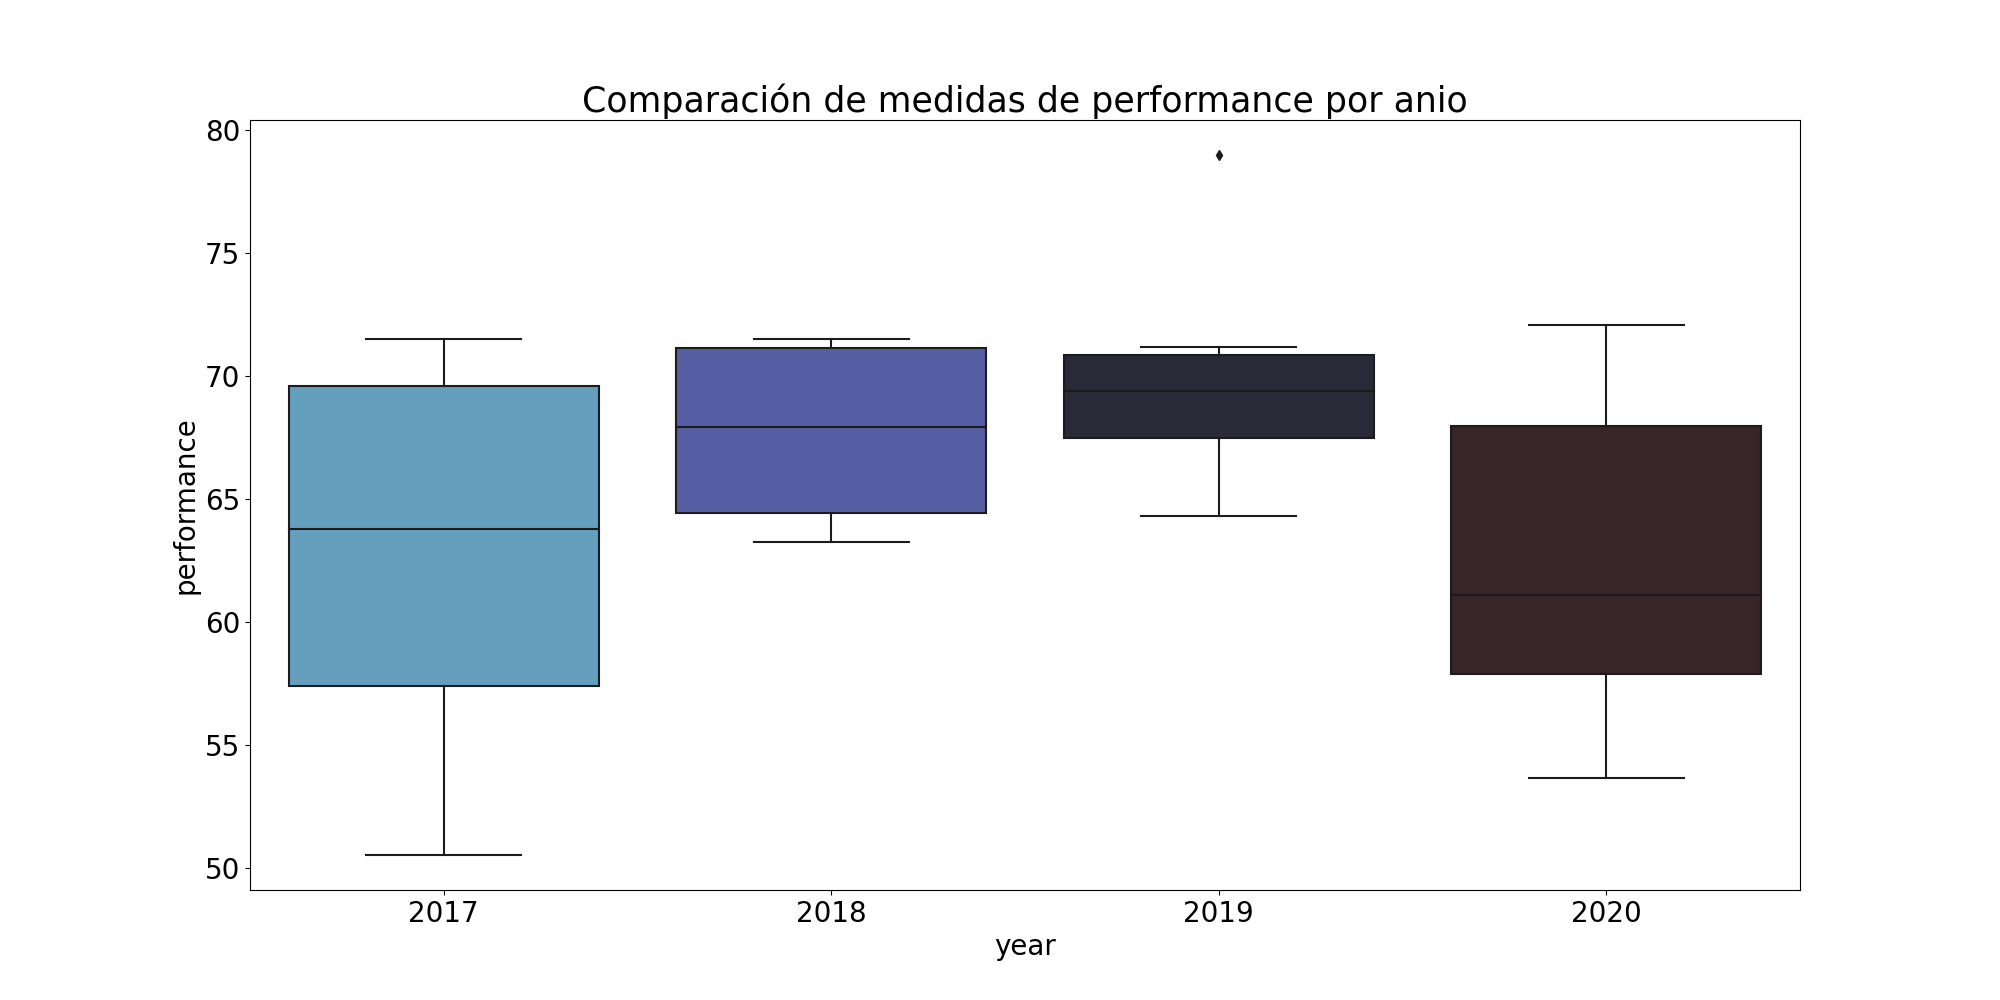 Comparación de medidas de performance por anio
80
75
70
65
60
55
50
performance
2017 2018 2019 2020
year